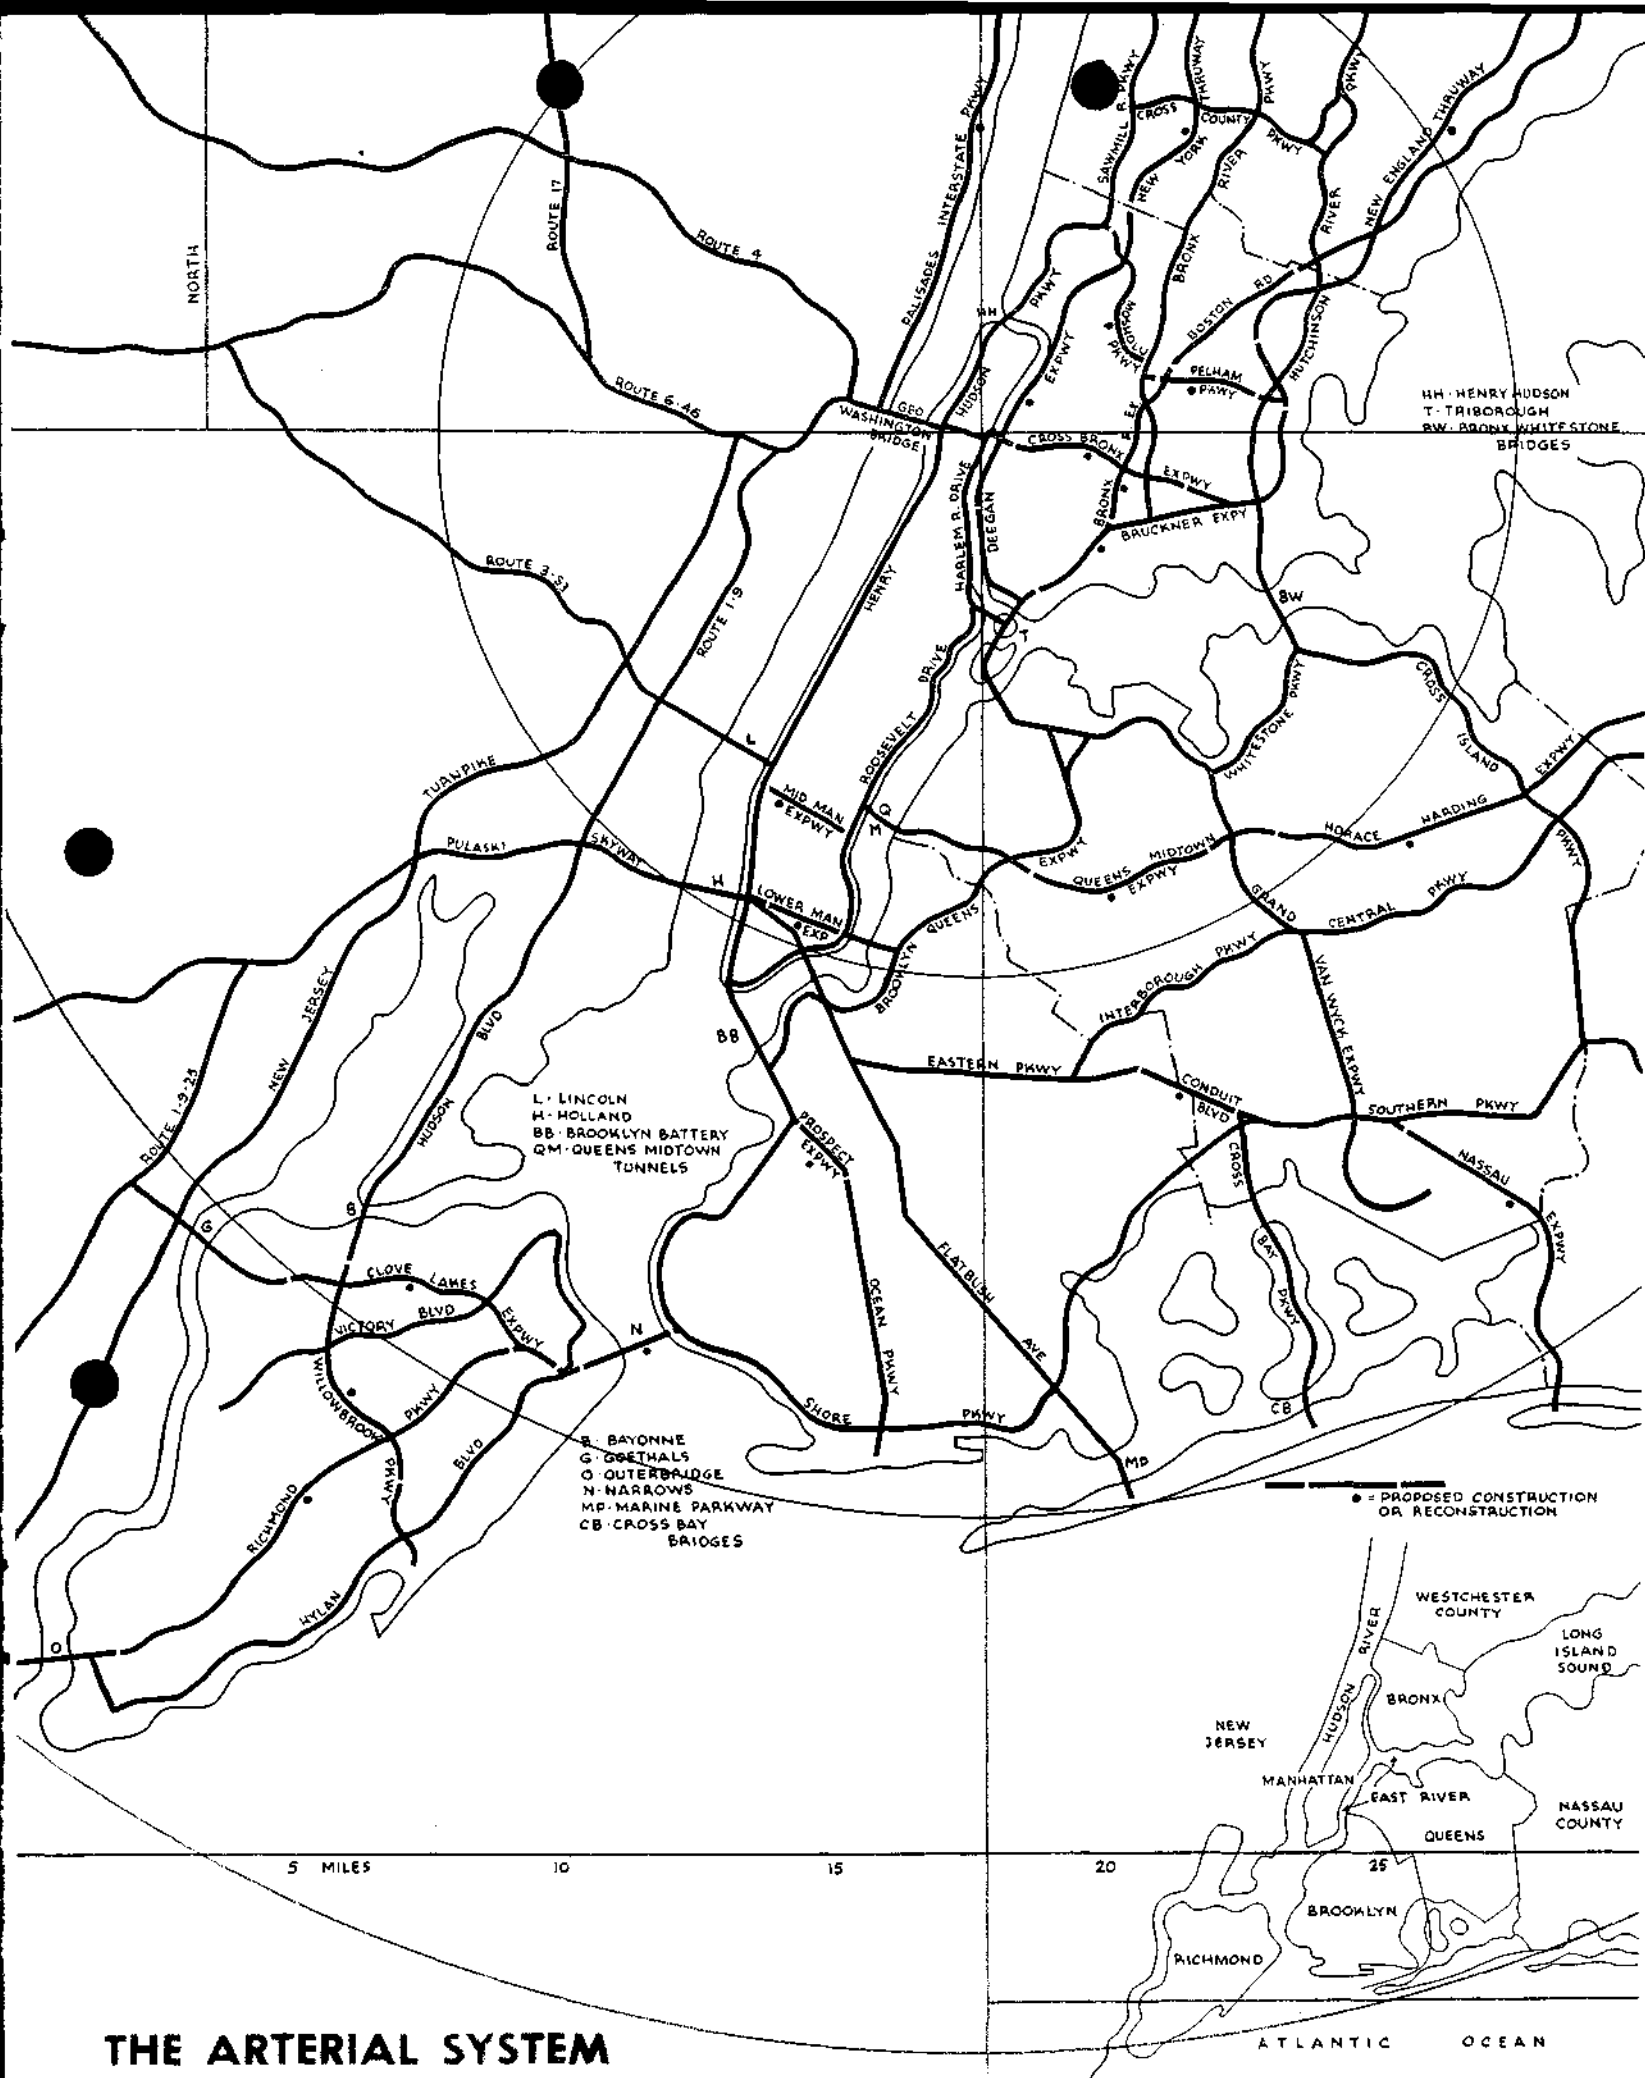 PALISADES INTERSTATE PKWY
SAWMILL R. PKWY
NEW YORK THRUWAY
CROSS COUNTY PKWY
BRONX RIVER PKWY
HUTCHINSON RIVER PKWY
NEW ENGLAND THRUWAY
NORTH
ROUTE 17
ROUTE 4
HH
HENRY HUDSON PKWY
BOSTON RD
PELHAM
PKWY
ROUTE 6-46
GEO
WASHINGTON
BRIDGE
HH - HENRY HUDSON
T - TRIBOROUGH
BW - BRONX WHITESTONE
BRIDGES
CROSS BRONX EXPWY
HARLEM R. DRIVE
DEEGAN EXPWY
BRONX R. EX.
BRUCKNER EXPY
ROUTE 3-S3
ROUTE 1-9
BW
T
ROOSEVELT DRIVE
WHITESTONE PKWY
CROSS ISLAND PKWY
L
TURNPIKE
MID MAN
EXPWY
Q
M
PULASKI SKYWAY
HORACE HARDING EXPWY
QUEENS MIDTOWN
EXPWY
H
LOWER MAN
EXP
BROOKLYN QUEENS EXPWY
GRAND CENTRAL PKWY
INTERBOROUGH PKWY
VAN WYCK EXPWY
NEW JERSEY
HUDSON BLVD
BB
EASTERN PKWY
CONDUIT
BLVD
SOUTHERN PKWY
ROUTE 1-9-25
L - LINCOLN
H - HOLLAND
BB - BROOKLYN BATTERY
QM - QUEENS MIDTOWN
TUNNELS
PROSPECT
EXPWY
CROSS BAY PKWY
NASSAU EXPWY
B
G
CLOVE LAKES EXPWY
VICTORY BLVD
N
OCEAN PKWY
FLATBUSH AVE
WILLOWBROOK PKWY
RICHMOND PKWY
SHORE PKWY
CB
HYLAN BLVD
MP
B - BAYONNE
G - GOETHALS
O - OUTERBRIDGE
N - NARROWS
MP - MARINE PARKWAY
CB - CROSS BAY
BRIDGES
= PROPOSED CONSTRUCTION
OR RECONSTRUCTION
O
WESTCHESTER
COUNTY
LONG
ISLAND
SOUND
HUDSON RIVER
BRONX
NEW
JERSEY
MANHATTAN
EAST RIVER
NASSAU
COUNTY
QUEENS
5 MILES 10 15 20 25
BROOKLYN
RICHMOND
ATLANTIC OCEAN
THE ARTERIAL SYSTEM